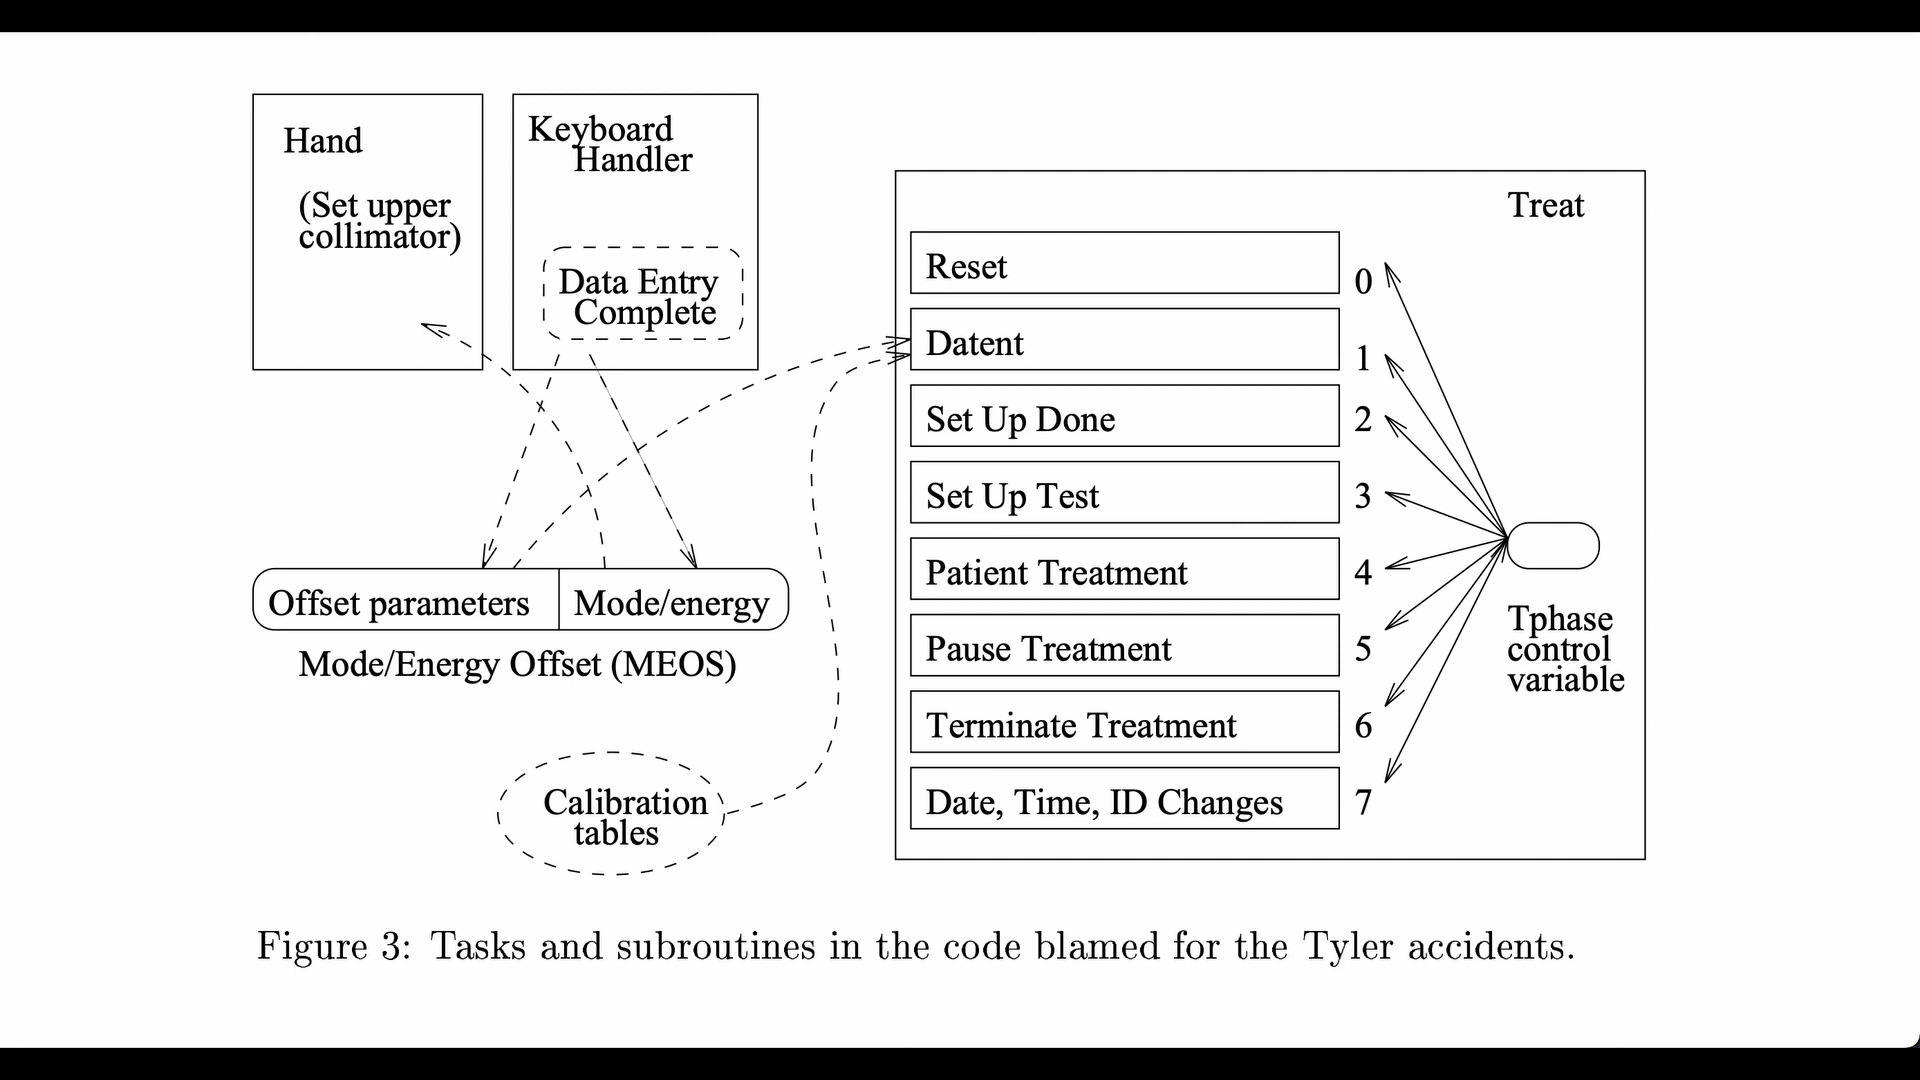 Hand
(Set upper
collimator)
Keyboard
Handler
Data Entry
Complete
Offset parameters
Mode/energy
Mode/Energy Offset (MEOS)
Calibration
tables
Treat
Reset
0
Datent
1
Set Up Done
2
Set Up Test
3
Patient Treatment
4
Pause Treatment
5
Terminate Treatment
6
Date, Time, ID Changes
7
Tphase
control
variable
Figure 3: Tasks and subroutines in the code blamed for the Tyler accidents.